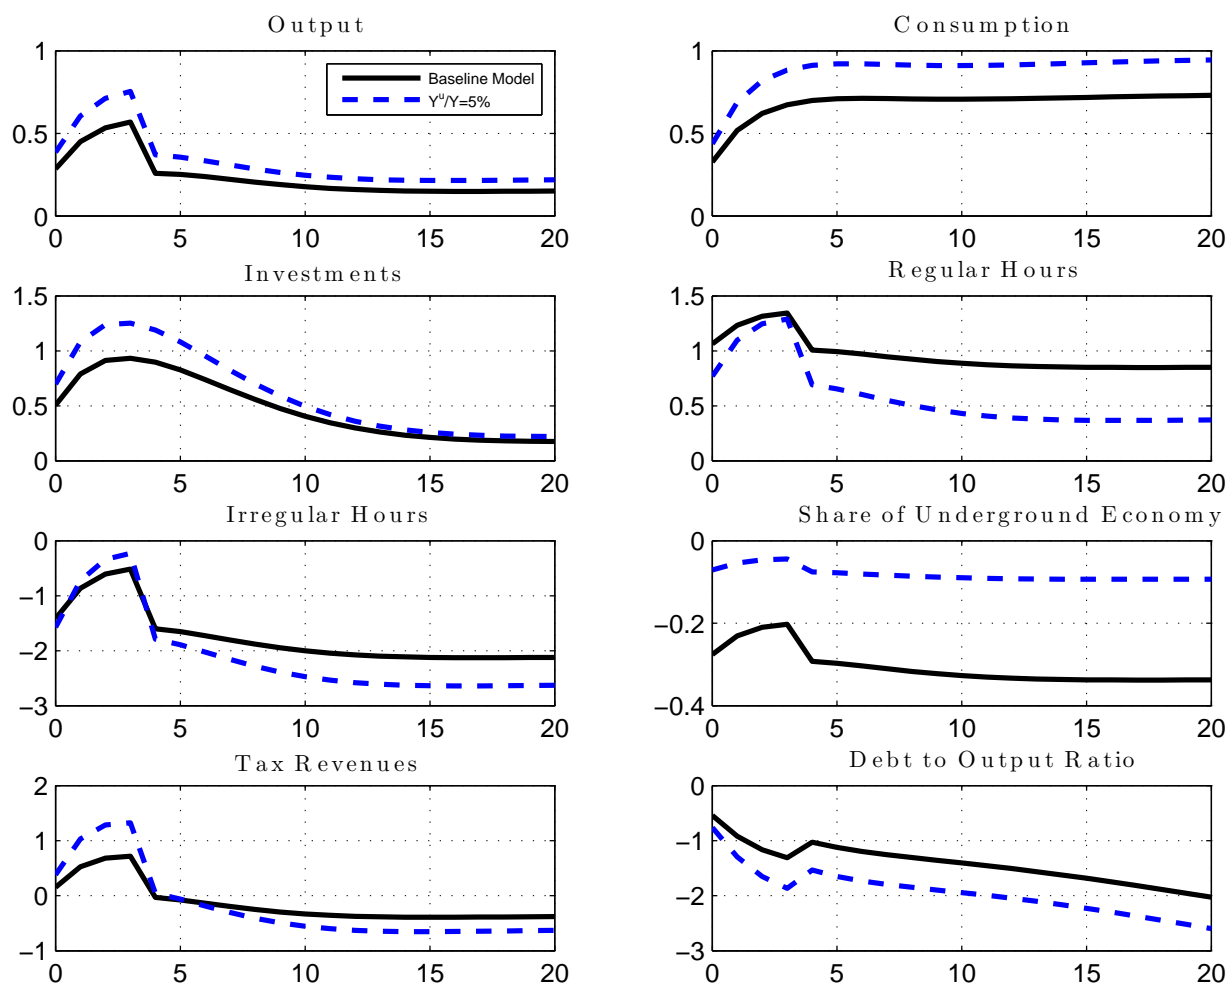 Output
Consumption
1
0.5
0
0 5 10 15 20
Baseline Model
Yᵘ/Y=5%
1
0.5
0
0 5 10 15 20
Investments
Regular Hours
1.5
1
0.5
0
0 5 10 15 20
1.5
1
0.5
0
0 5 10 15 20
Irregular Hours
Share of Underground Economy
0
−1
−2
−3
0 5 10 15 20
0
−0.2
−0.4
0 5 10 15 20
Tax Revenues
Debt to Output Ratio
2
1
0
−1
0 5 10 15 20
0
−1
−2
−3
0 5 10 15 20